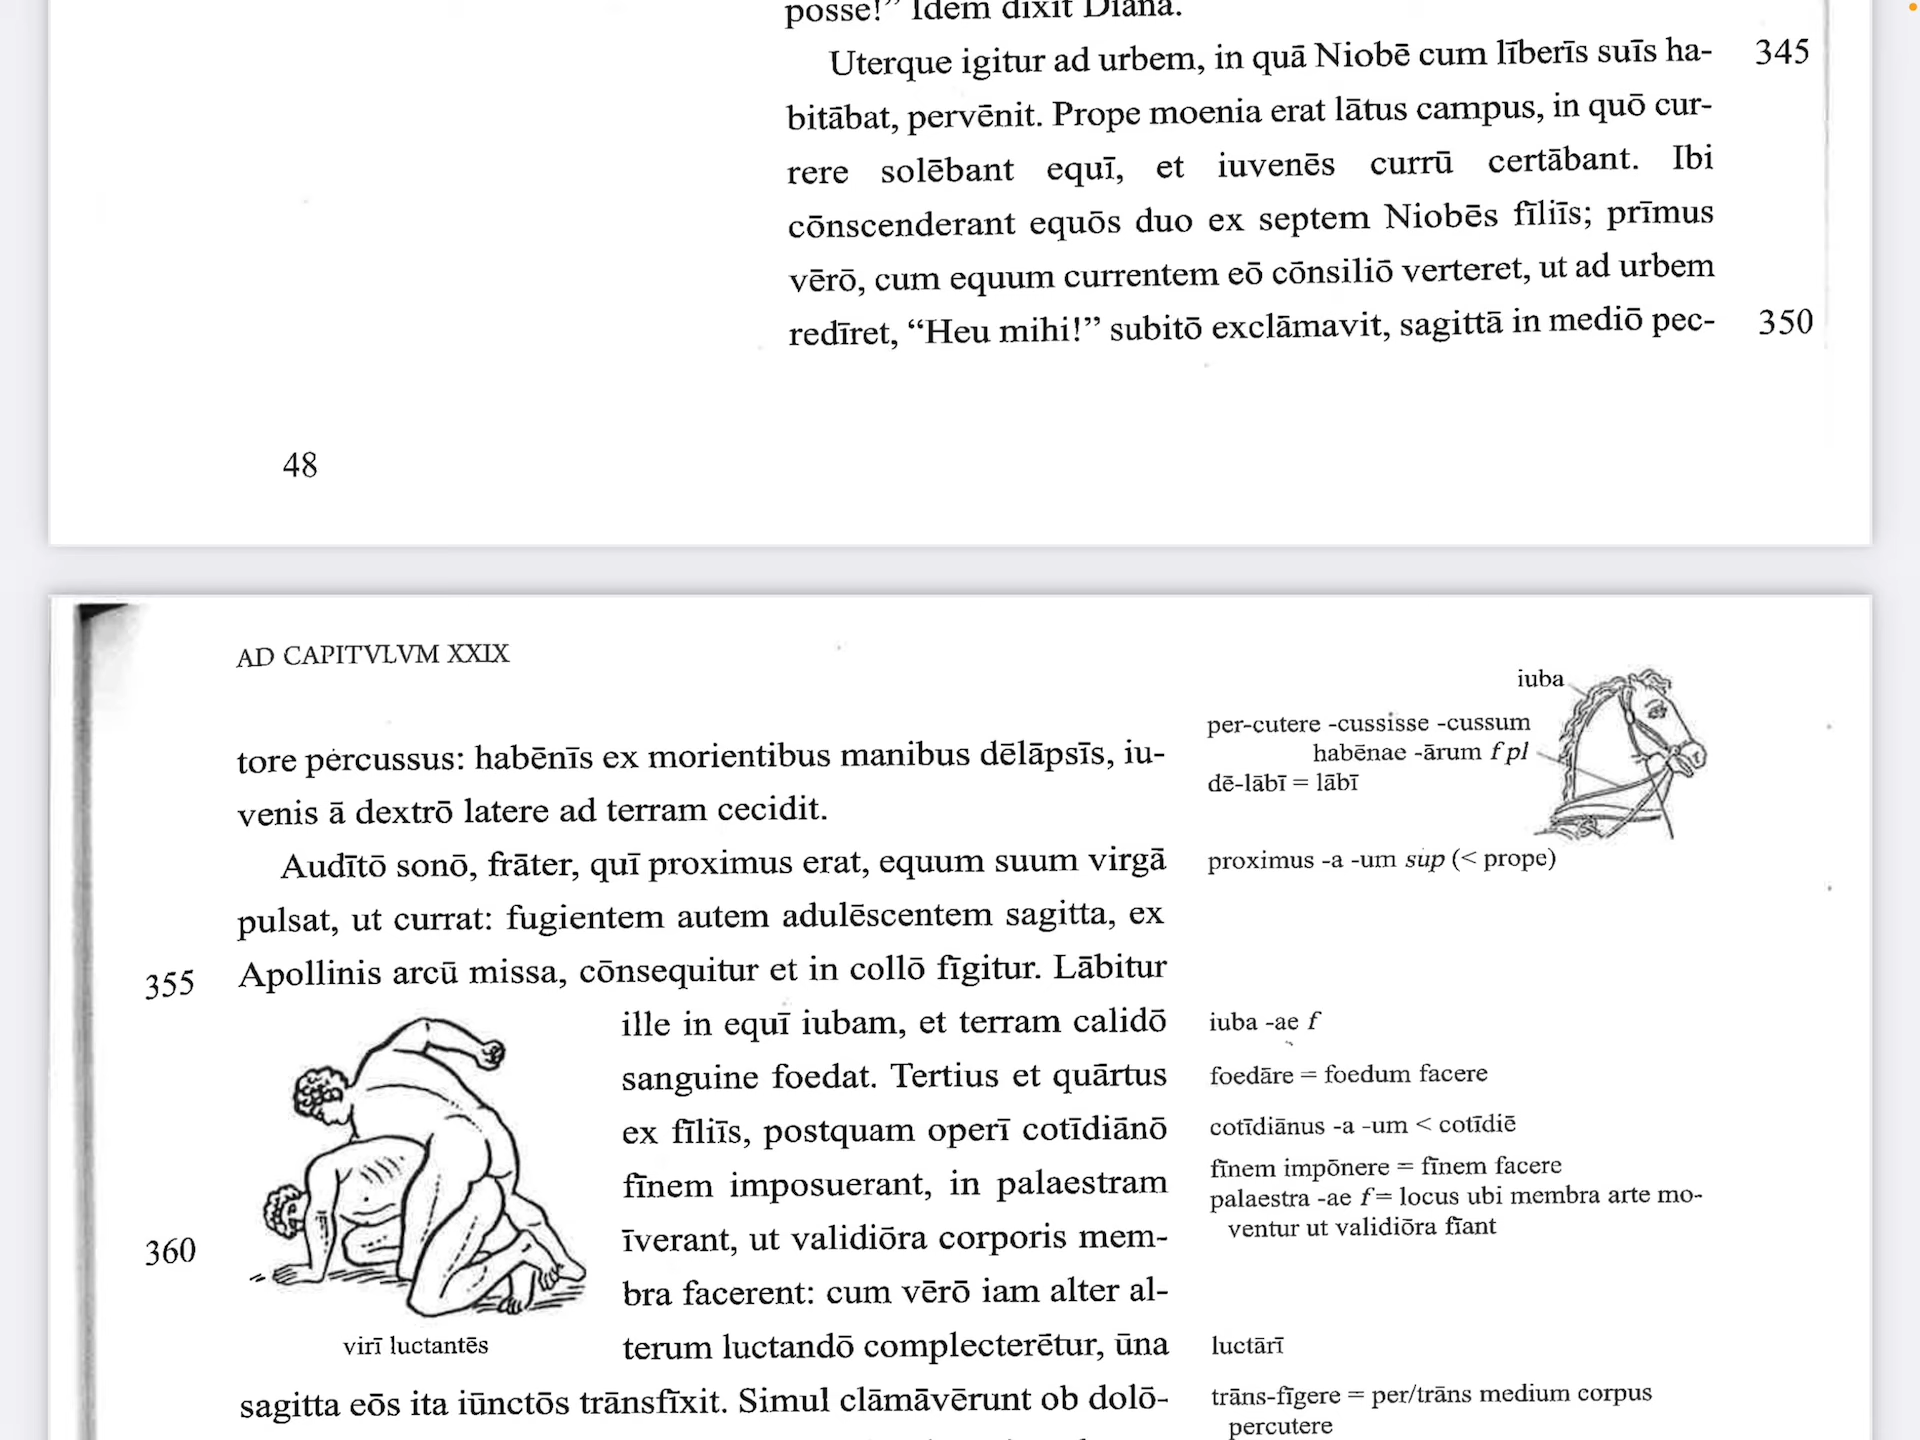 posse!” Idem dīxit Diāna.
Uterque igitur ad urbem, in quā Niobē cum līberīs suīs ha-
345
bitābat, pervēnit. Prope moenia erat lātus campus, in quō cur-
rere solēbant equī, et iuvenēs currū certābant. Ibi
cōnscenderant equōs duo ex septem Niobēs fīliīs; prīmus
vērō, cum equum currentem eō cōnsiliō verteret, ut ad urbem
redīret, “Heu mihi!” subitō exclāmavit, sagittā in mediō pec-
350
48
AD CAPITVLVM XXIX
tore percussus: habēnīs ex morientibus manibus dēlāpsīs, iu-
venis ā dextrō latere ad terram cecidit.
Audītō sonō, frāter, quī proximus erat, equum suum virgā
pulsat, ut currat: fugientem autem adulēscentem sagitta, ex
355
Apollinis arcū missa, cōnsequitur et in collō fīgitur. Lābitur
ille in equī iubam, et terram calidō
sanguine foedat. Tertius et quārtus
ex fīliīs, postquam operī cotīdiānō
fīnem imposuerant, in palaestram
360
īverant, ut validiōra corporis mem-
bra facerent: cum vērō iam alter al-
terum luctandō complecterētur, ūna
sagitta eōs ita iūnctōs trānsfīxit. Simul clāmāvērunt ob dolō-
virī luctantēs
iuba
per-cutere -cussisse -cussum
habēnae -ārum f pl
dē-lābī = lābī
proximus -a -um sup (< prope)
iuba -ae f
foedāre = foedum facere
cotīdiānus -a -um < cotīdiē
fīnem impōnere = fīnem facere
palaestra -ae f = locus ubi membra arte mo-
ventur ut validiōra fīant
luctārī
trāns-fīgere = per/trāns medium corpus
percutere